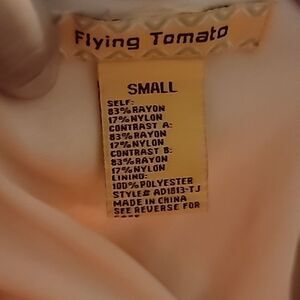 Flying Tomato
SMALL
SELF:
83%RAYON
17%NYLON
CONTRAST A:
83%RAYON
17%NYLON
CONTRAST B:
83%RAYON
17%NYLON
LINING:
100%POLYESTER
STYLE# AD1813-TJ
MADE IN CHINA
SEE REVERSE FOR